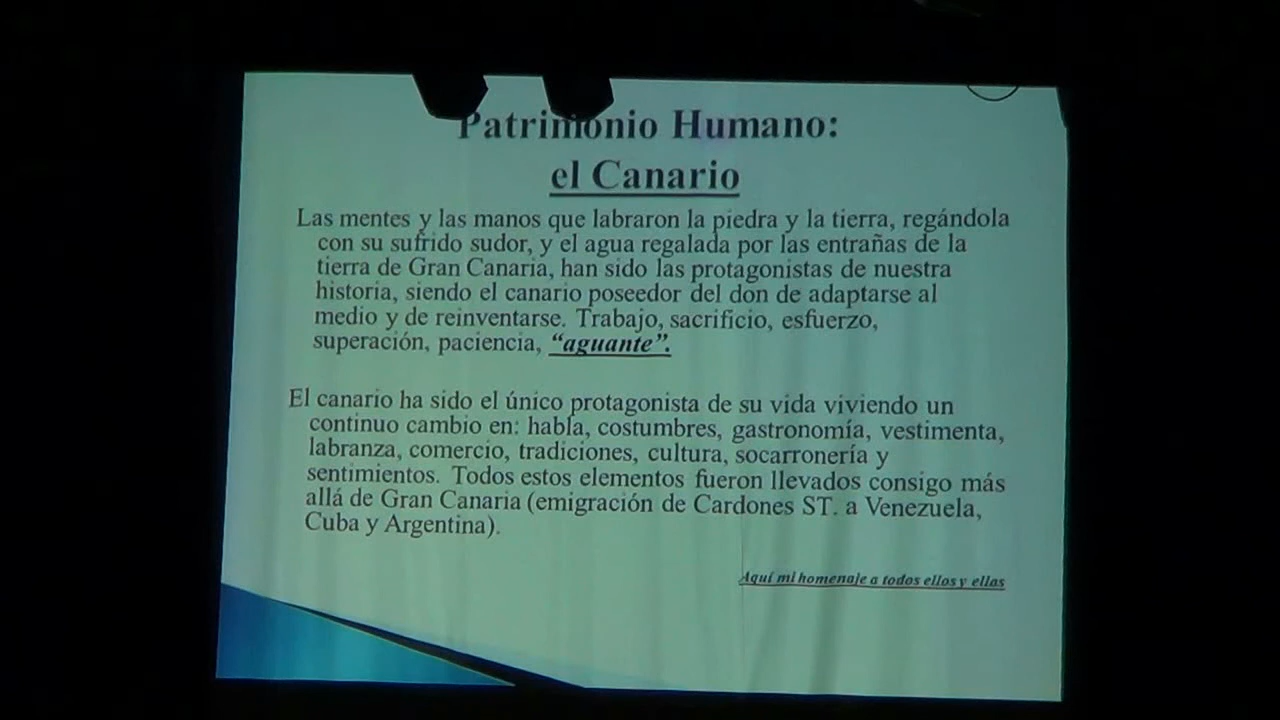 Patrimonio Humano:
el Canario
Las mentes y las manos que labraron la piedra y la tierra, regándola
con su sufrido sudor, y el agua regalada por las entrañas de la
tierra de Gran Canaria, han sido las protagonistas de nuestra
historia, siendo el canario poseedor del don de adaptarse al
medio y de reinventarse. Trabajo, sacrificio, esfuerzo,
superación, paciencia, “aguante”.
El canario ha sido el único protagonista de su vida viviendo un
continuo cambio en: habla, costumbres, gastronomía, vestimenta,
labranza, comercio, tradiciones, cultura, socarronería y
sentimientos. Todos estos elementos fueron llevados consigo más
allá de Gran Canaria (emigración de Cardones ST. a Venezuela,
Cuba y Argentina).
Aquí mi homenaje a todos ellos y ellas